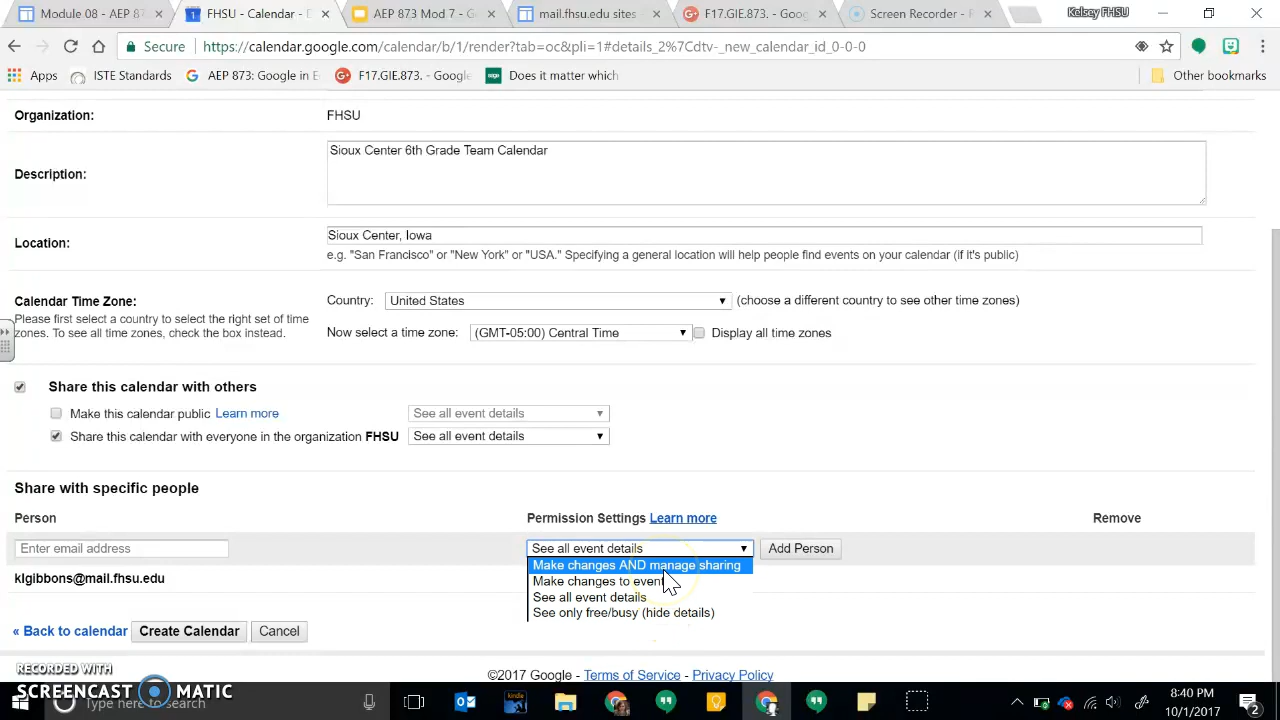 Module 08 - AEP 87
FHSU - Calendar - E
AEP 873 Mod 7 - Co
mail.fhsu.edu site
F17.GIE.873. - Goog
Screen Recorder - F
Kelsey FHSU
Secure
https://calendar.google.com/calendar/b/1/render?tab=oc&pli=1#details_2%7Cdtv-_new_calendar_id_0-0-0
Apps
ISTE Standards
AEP 873: Google in E
F17.GIE.873. - Google
Does it matter which
Other bookmarks
Organization: FHSU
Description: Sioux Center 6th Grade Team Calendar
Location: Sioux Center, Iowa
e.g. "San Francisco" or "New York" or "USA." Specifying a general location will help people find events on your calendar (if it's public)
Calendar Time Zone:
Please first select a country to select the right set of time
zones. To see all time zones, check the box instead.
Country: United States (choose a different country to see other time zones)
Now select a time zone: (GMT-05:00) Central Time Display all time zones
Share this calendar with others
Make this calendar public Learn more See all event details
Share this calendar with everyone in the organization FHSU See all event details
Share with specific people
Person Permission Settings Learn more Remove
Enter email address See all event details Add Person
Make changes AND manage sharing
klgibbons@mail.fhsu.edu
Make changes to event
See all event details
See only free/busy (hide details)
« Back to calendar Create Calendar Cancel
©2017 Google - Terms of Service - Privacy Policy
RECORDED WITH
SCREENCAST MATIC
Type here to search
kindle
8:40 PM
10/1/2017
2